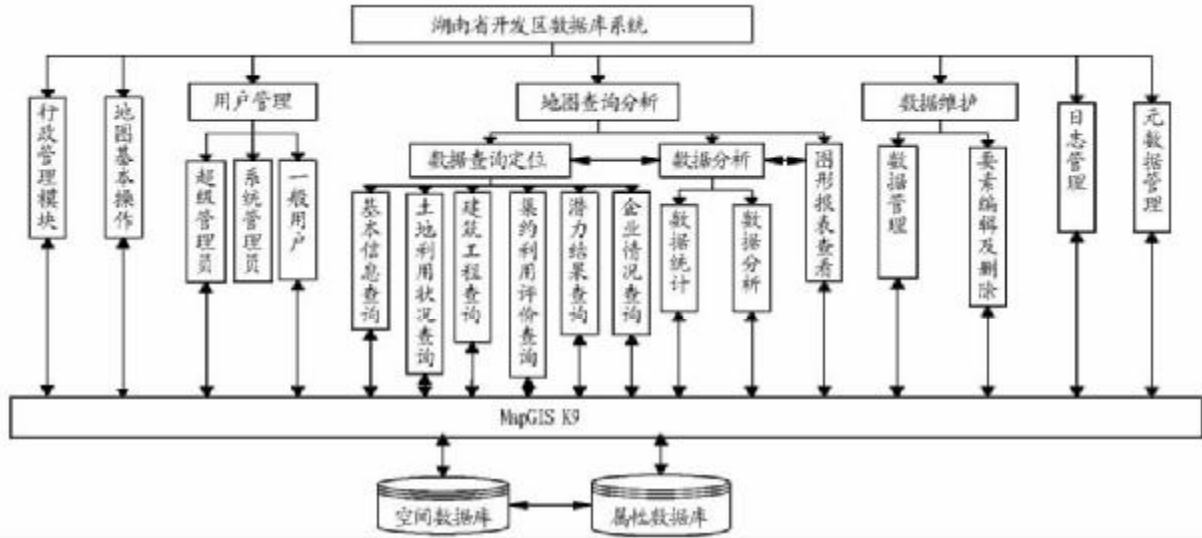 湖南省开发区数据库系统
行政管理模块
地图基本操作
用户管理
地图查询分析
数据维护
日志管理
元数据管理
超级管理员
系统管理员
一般用户
数据查询定位
数据分析
图形报表查看
数据管理
要素编辑及删除
基本信息查询
土地利用状况查询
建筑工程查询
集约利用评价查询
潜力结果查询
企业情况查询
数据统计
数据分析
MapGIS K9
空间数据库
属性数据库